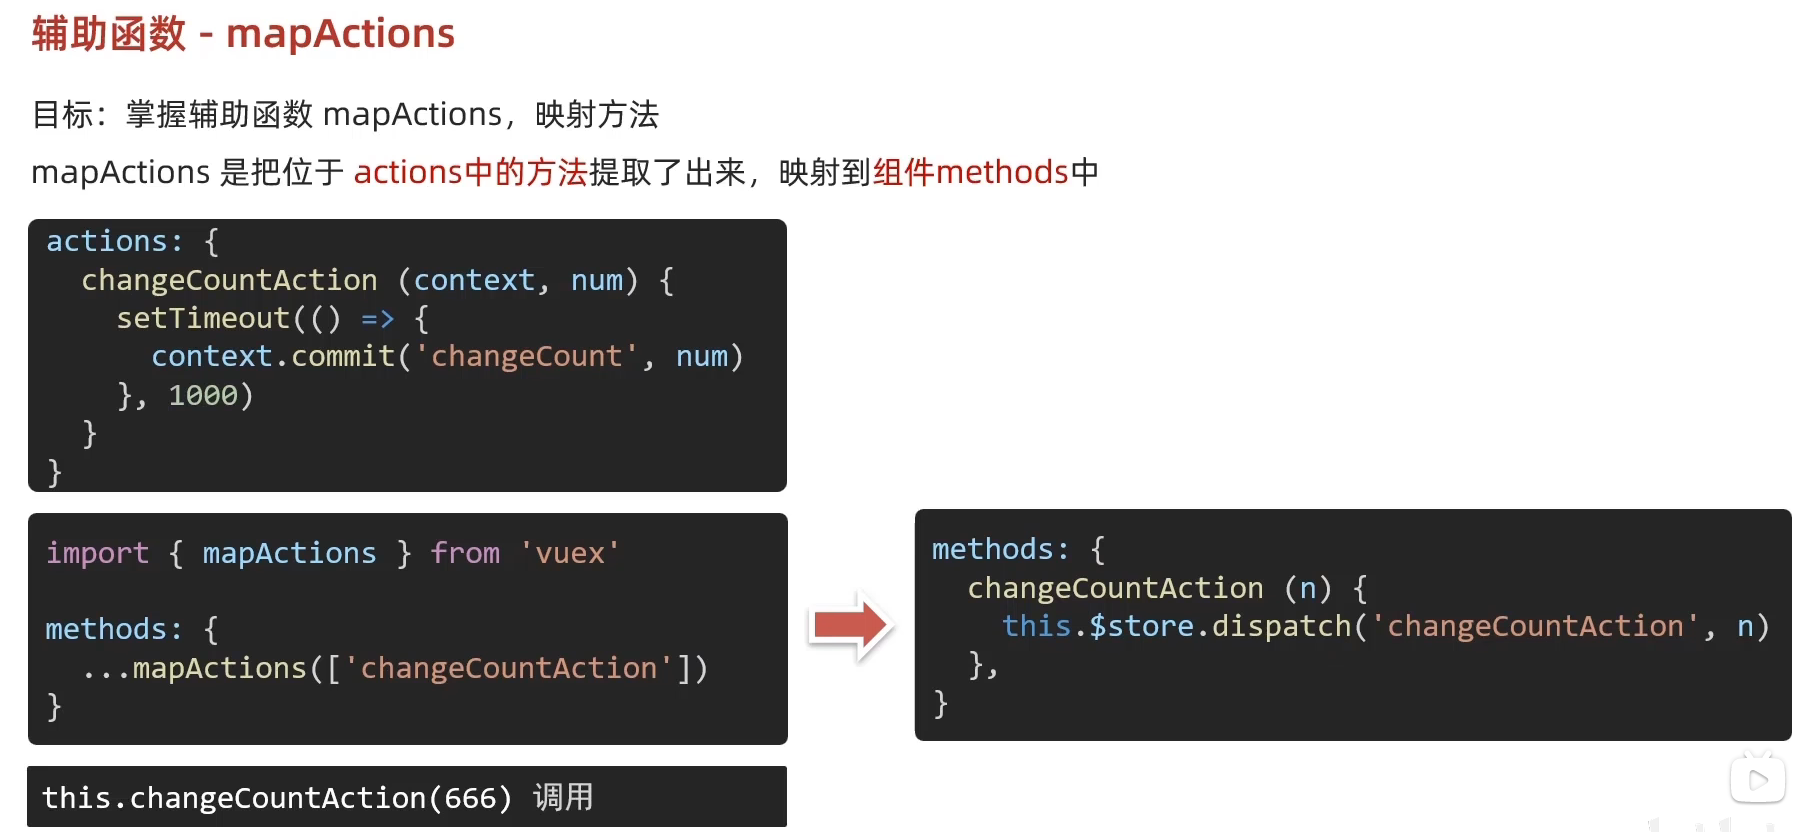 辅助函数 - mapActions
目标：掌握辅助函数 mapActions，映射方法
mapActions 是把位于 actions中的方法提取了出来，映射到组件methods中
actions: {
  changeCountAction (context, num) {
    setTimeout(() => {
      context.commit('changeCount', num)
    }, 1000)
  }
}
import { mapActions } from 'vuex'
methods: {
  ...mapActions(['changeCountAction'])
}
methods: {
  changeCountAction (n) {
    this.$store.dispatch('changeCountAction', n)
  },
}
this.changeCountAction(666) 调用